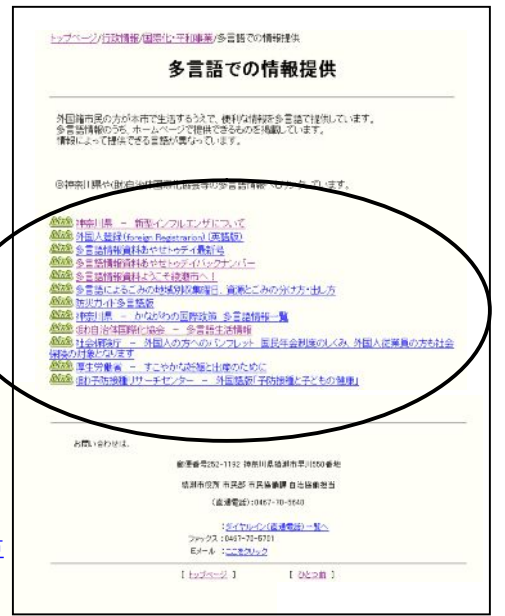 トップページ/行政情報/国際化・平和事業/多言語での情報提供
多言語での情報提供
外国籍市民の方が本市で生活するうえで、便利な情報を多言語で提供しています。
多言語情報のうち、ホームページで提供できるものを掲載しています。
情報によって提供できる言語が異なっています。
神奈川県や(財)自治体国際化協会等の多言語情報へもリンクしています。
神奈川県 － 新型インフルエンザについて
外国人登録(foreign Registration) (英語版)
多言語情報資料あやせトゥデイ最新号
多言語情報資料あやせトゥデイバックナンバー
多言語情報資料ようこそ綾瀬市へ！
多言語によるごみの地域別収集曜日、資源とごみの分け方・出し方
防災ガイド多言語版
神奈川県 － かながわの国際政策 多言語情報一覧
(財)自治体国際化協会 － 多言語生活情報
社会保険庁 － 外国人の方へのパンフレット 国民年金制度のしくみ、外国人従業員の方も社会
保険の対象となります
厚生労働省 － すこやかな妊娠と出産のために
(財)予防接種リサーチセンター － 外国語版「予防接種と子どもの健康」
お問い合わせは、
郵便番号252-1192 神奈川県綾瀬市早川550番地
綾瀬市役所 市民部 市民協働課 自治協働担当
(直通電話):0467-70-5640
:ダイヤルイン(直通電話)一覧へ
ファックス:0467-70-5701
Eメール :ここをクリック
[ トップページ ] [ ひとつ前 ]